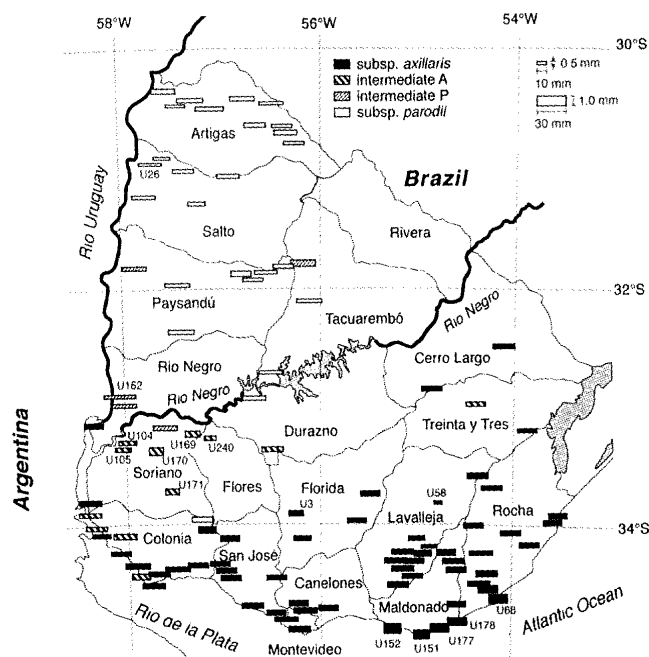 58°W 56°W 54°W
30°S
subsp. axillaris
intermediate A
intermediate P
subsp. parodii
0.5 mm
10 mm
1.0 mm
30 mm
Artigas
Brazil
Rio Uruguay
U26
Salto
Rivera
32°S
Paysandú
Tacuarembó
Rio Negro
Cerro Largo
Rio Negro
U162
Rio Negro
Argentina
U104
U105
U169
U170
U240
Durazno
Treinta y Tres
Soriano
U171
Flores
Florida
U3
U58
Lavalleja
Rocha
34°S
Colonia
San José
Canelones
Maldonado
U68
U178
U177
U151
U152
Rio de la Plata
Montevideo
Atlantic Ocean